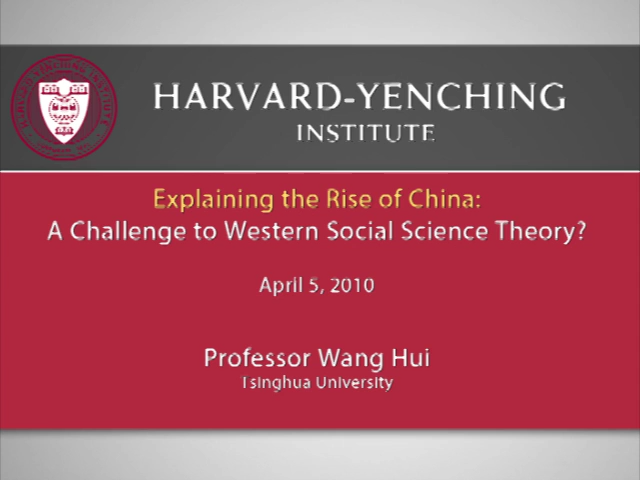 HARVARD-YENCHING
INSTITUTE
Explaining the Rise of China:
A Challenge to Western Social Science Theory?
April 5, 2010
Professor Wang Hui
Tsinghua University